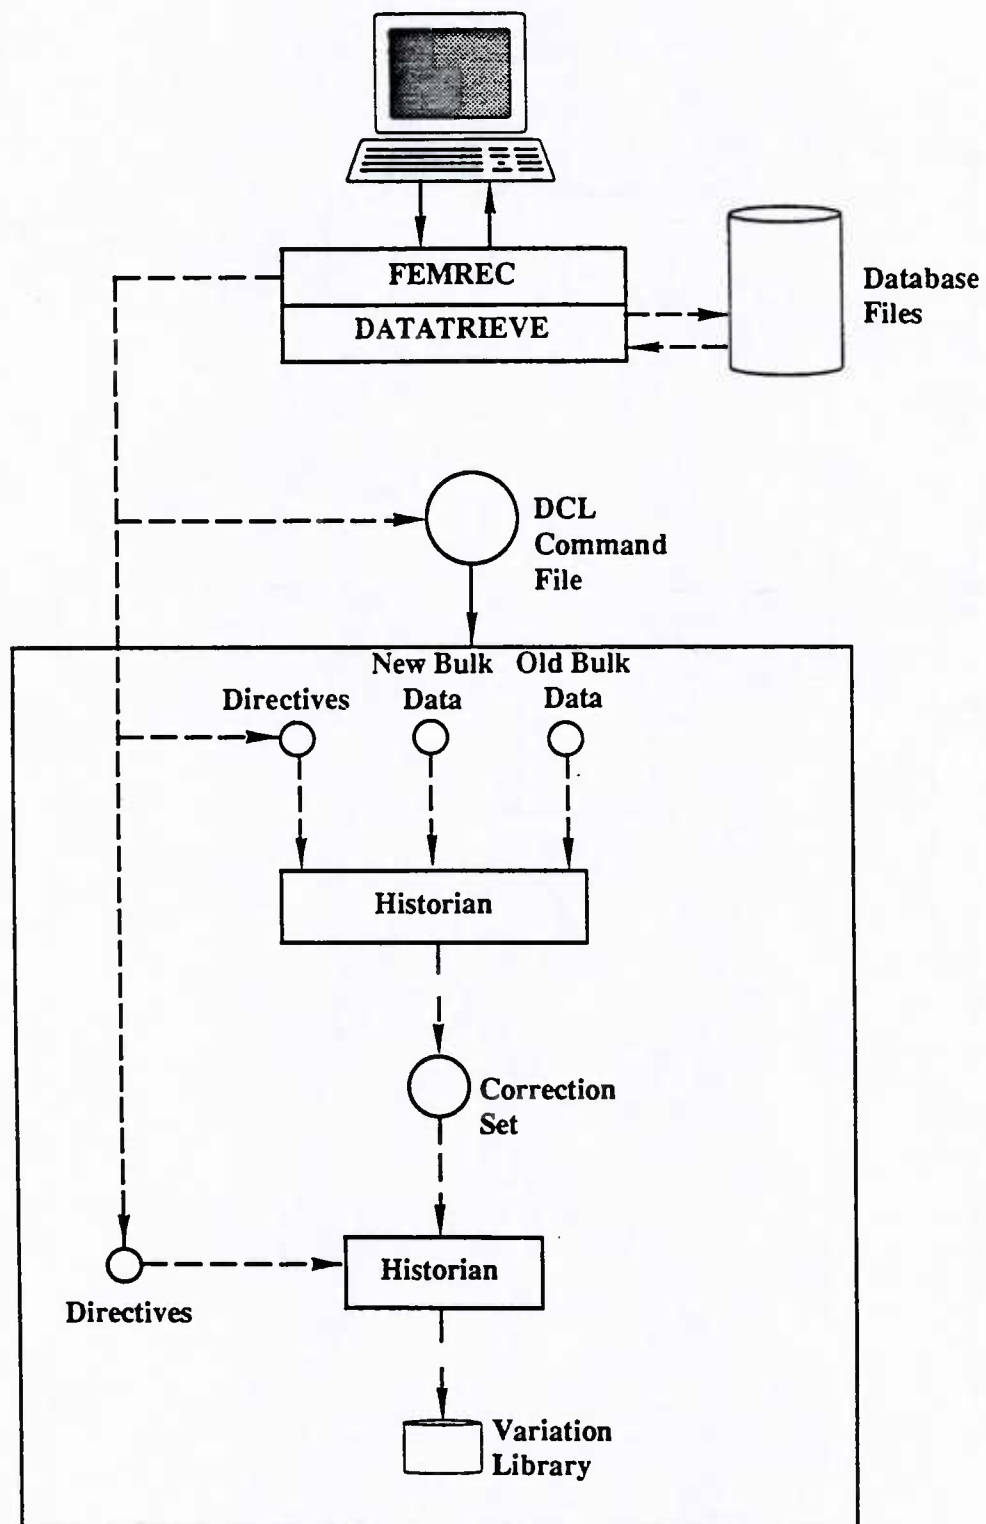 FEMREC
DATATRIEVE
Database
Files
DCL
Command
File
New Bulk
Data
Old Bulk
Data
Directives
Historian
Correction
Set
Historian
Directives
Variation
Library